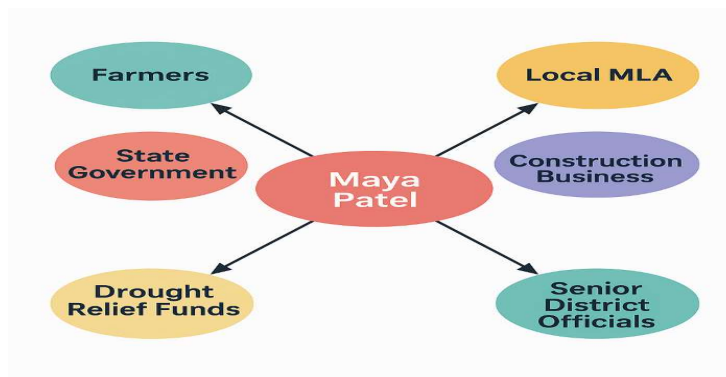 Farmers
Local MLA
State
Government
Construction
Business
Maya
Patel
Drought
Relief Funds
Senior
District
Officials